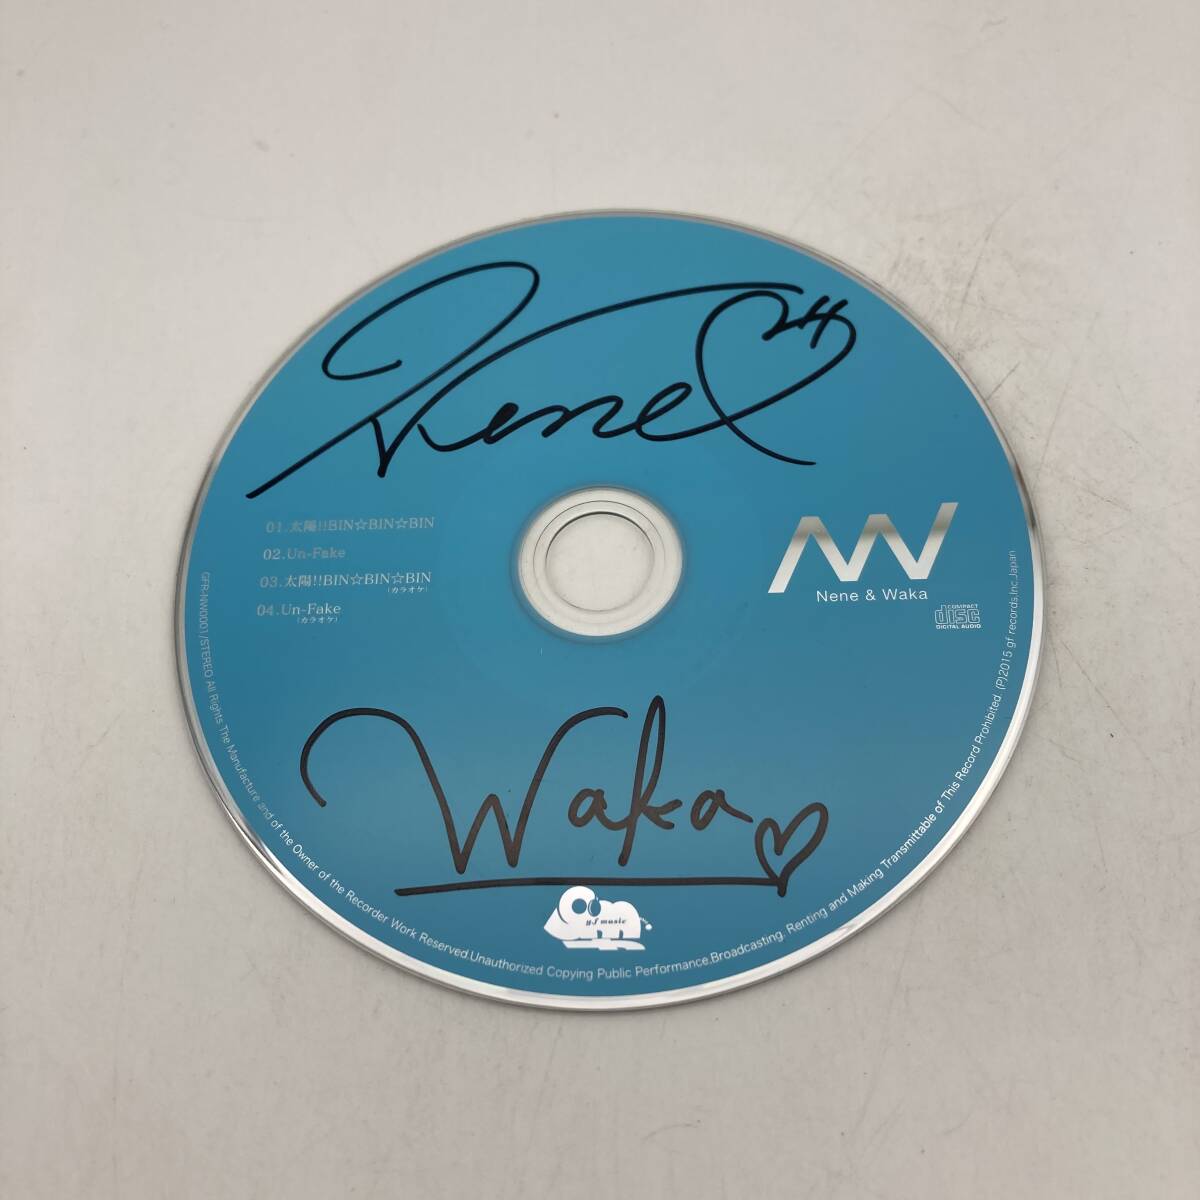 Nene
01.太陽!!BIN☆BIN☆BIN
02.Un-Fake
03.太陽!!BIN☆BIN☆BIN
(カラオケ)
04.Un-Fake
(カラオケ)
NW
Nene & Waka
COMPACT
disc
DIGITAL AUDIO
Waka
gf music
GFR-NW0001/STEREO All Rights The Manufacture and of the Owner of the Recorder Work Reserved.Unauthorized Copying Public Performance.Broadcasting. Renting and Making Transmittable of This Record Prohibited. (P)2015 gf records.Inc.Japan